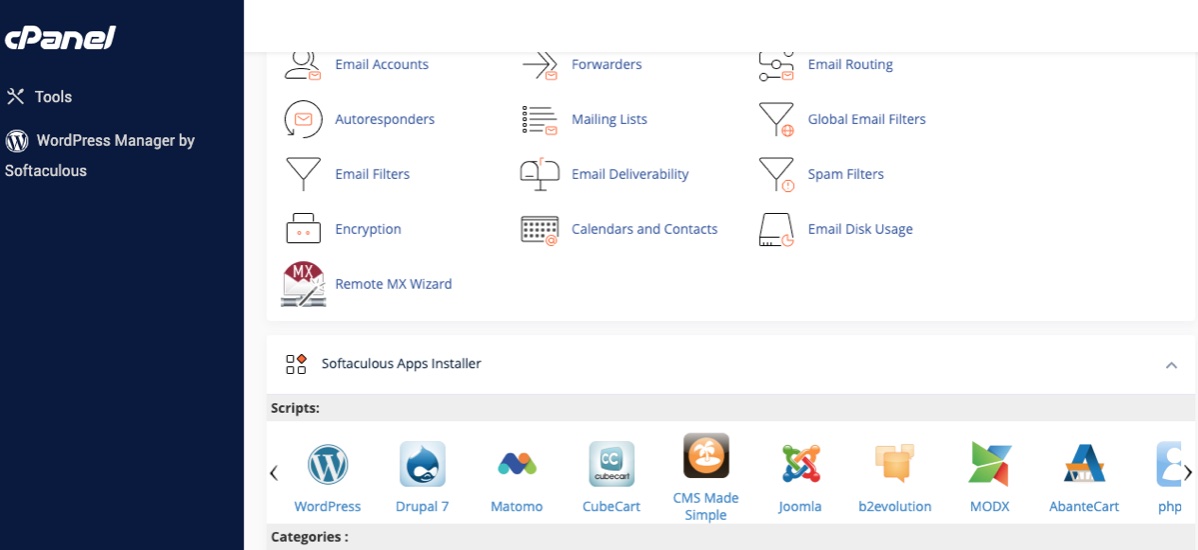 cPanel
Tools
WordPress Manager by
Softaculous
Email Accounts
Forwarders
Email Routing
Autoresponders
Mailing Lists
Global Email Filters
Email Filters
Email Deliverability
Spam Filters
Encryption
Calendars and Contacts
Email Disk Usage
MX
Remote MX Wizard
Softaculous Apps Installer
Scripts:
CC
cubecart
WordPress
Drupal 7
Matomo
CubeCart
CMS Made
Simple
Joomla
b2evolution
MODX
AbanteCart
php
Categories :